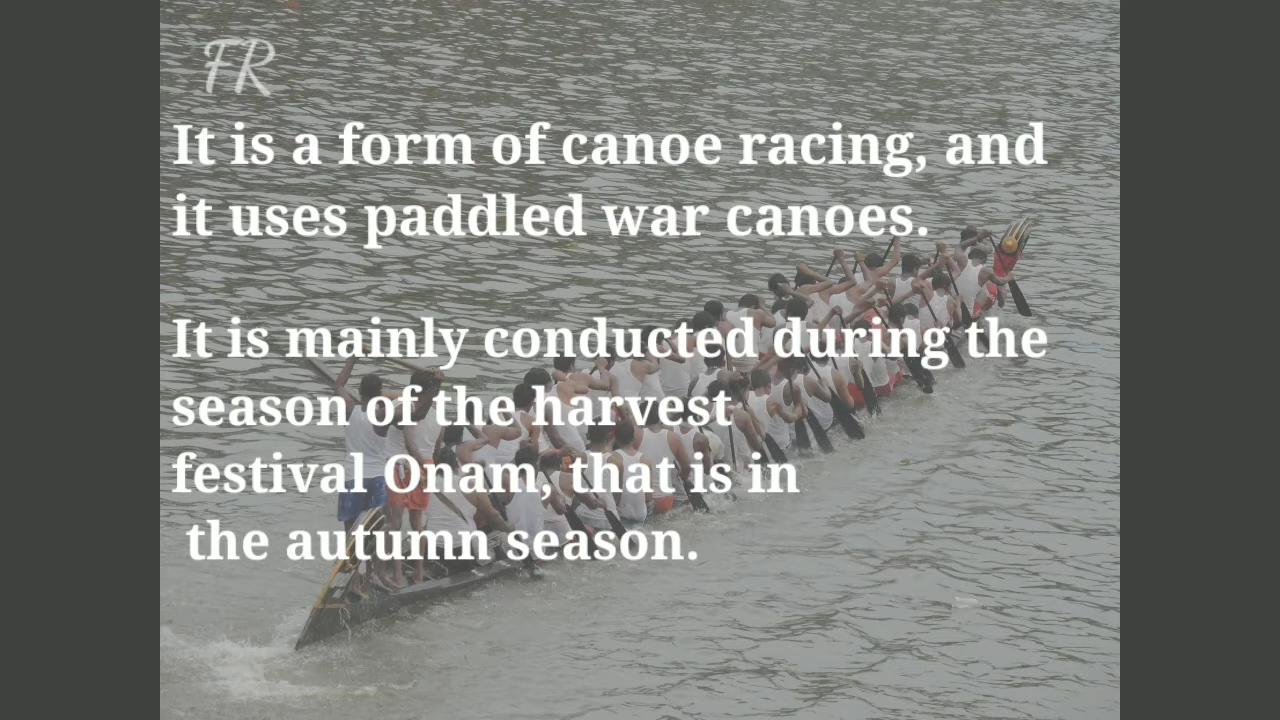 FR
It is a form of canoe racing, and
it uses paddled war canoes.
It is mainly conducted during the
season of the harvest
festival Onam, that is in
the autumn season.